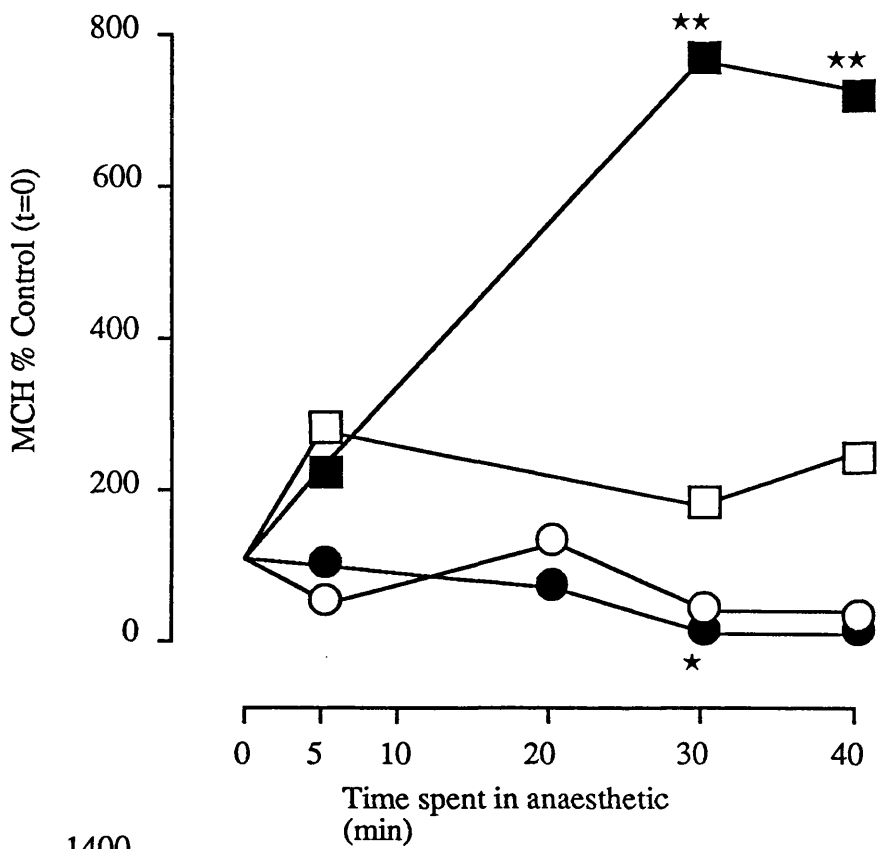 800
★★
★★
600
400
200
0
MCH % Control (t=0)
★
0 5 10 20 30 40
Time spent in anaesthetic
(min)
1400